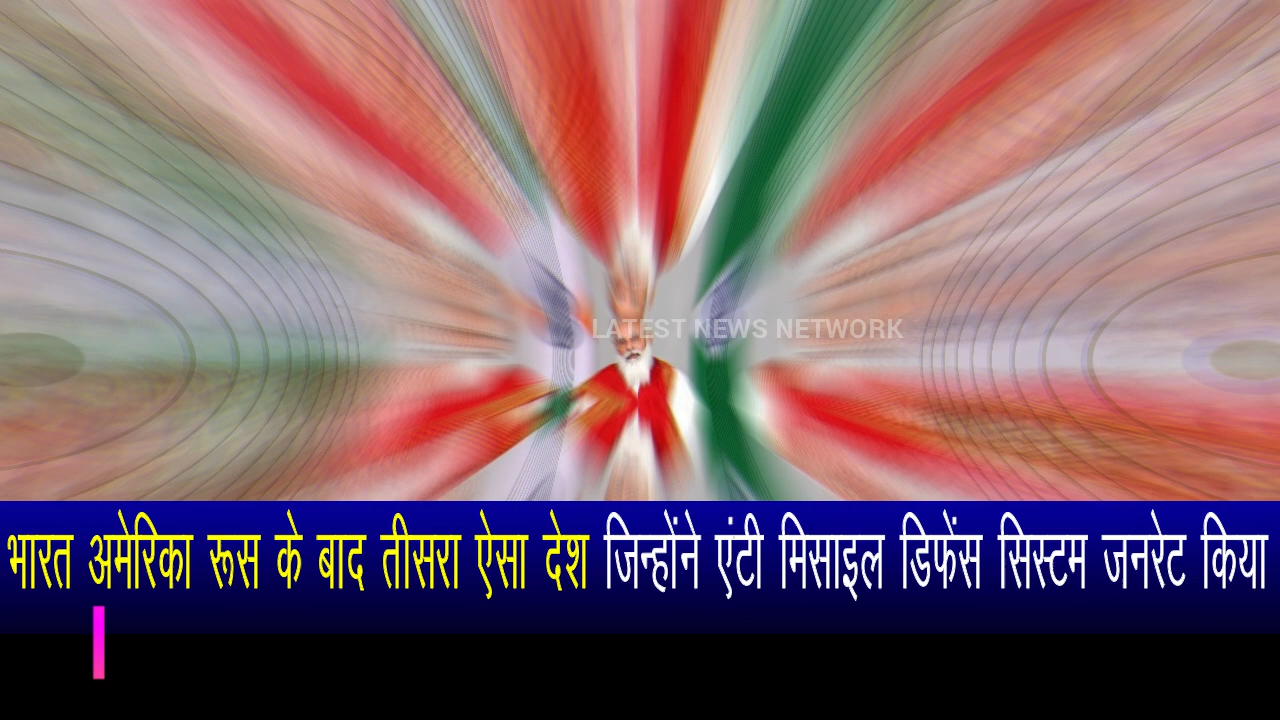 LATEST NEWS NETWORK
भारत अमेरिका रूस के बाद तीसरा ऐसा देश जिन्होंने एंटी मिसाइल डिफेंस सिस्टम जनरेट किया